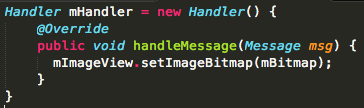 Handler mHandler = new Handler() {
    @Override
    public void handleMessage(Message msg) {
      mImageView.setImageBitmap(mBitmap);
    }
}